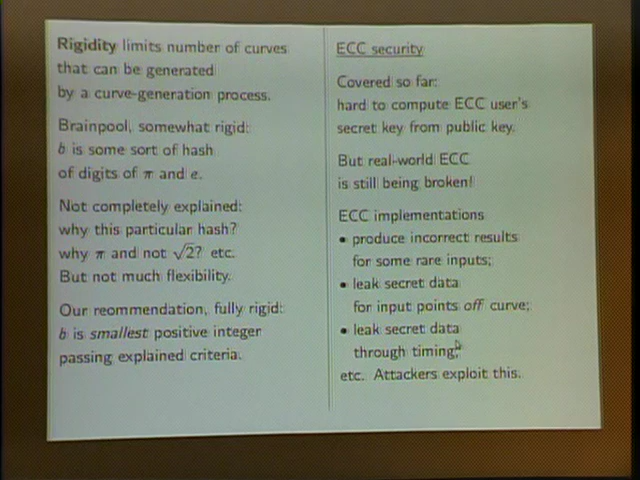 Rigidity limits number of curves
that can be generated
by a curve-generation process.
Brainpool, somewhat rigid:
b is some sort of hash
of digits of π and e.
Not completely explained:
why this particular hash?
why π and not √2? etc.
But not much flexibility.
Our reommendation, fully rigid:
b is smallest positive integer
passing explained criteria.
ECC security
Covered so far:
hard to compute ECC user's
secret key from public key.
But real-world ECC
is still being broken!
ECC implementations
• produce incorrect results
for some rare inputs;
• leak secret data
for input points off curve;
• leak secret data
through timing;
etc. Attackers exploit this.